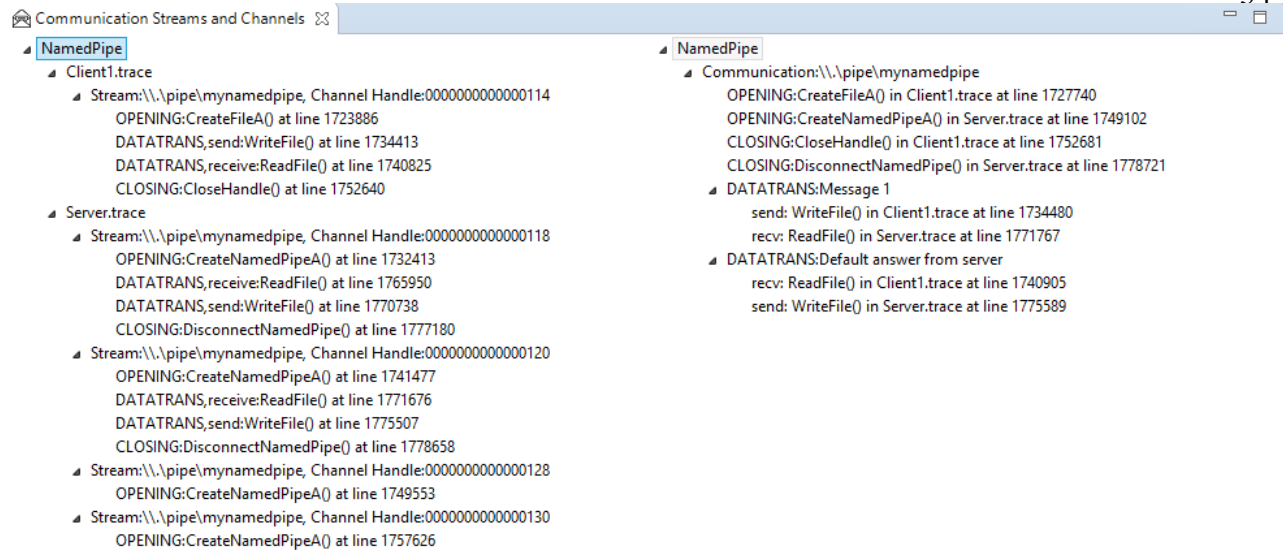 Communication Streams and Channels
NamedPipe
Client1.trace
Stream:\\.\pipe\mynamedpipe, Channel Handle:0000000000000114
OPENING:CreateFileA() at line 1723886
DATATRANS,send:WriteFile() at line 1734413
DATATRANS,receive:ReadFile() at line 1740825
CLOSING:CloseHandle() at line 1752640
Server.trace
Stream:\\.\pipe\mynamedpipe, Channel Handle:0000000000000118
OPENING:CreateNamedPipeA() at line 1732413
DATATRANS,receive:ReadFile() at line 1765950
DATATRANS,send:WriteFile() at line 1770738
CLOSING:DisconnectNamedPipe() at line 1777180
Stream:\\.\pipe\mynamedpipe, Channel Handle:0000000000000120
OPENING:CreateNamedPipeA() at line 1741477
DATATRANS,receive:ReadFile() at line 1771676
DATATRANS,send:WriteFile() at line 1775507
CLOSING:DisconnectNamedPipe() at line 1778658
Stream:\\.\pipe\mynamedpipe, Channel Handle:0000000000000128
OPENING:CreateNamedPipeA() at line 1749553
Stream:\\.\pipe\mynamedpipe, Channel Handle:0000000000000130
OPENING:CreateNamedPipeA() at line 1757626
NamedPipe
Communication:\\.\pipe\mynamedpipe
OPENING:CreateFileA() in Client1.trace at line 1727740
OPENING:CreateNamedPipeA() in Server.trace at line 1749102
CLOSING:CloseHandle() in Client1.trace at line 1752681
CLOSING:DisconnectNamedPipe() in Server.trace at line 1778721
DATATRANS:Message 1
send: WriteFile() in Client1.trace at line 1734480
recv: ReadFile() in Server.trace at line 1771767
DATATRANS:Default answer from server
recv: ReadFile() in Client1.trace at line 1740905
send: WriteFile() in Server.trace at line 1775589